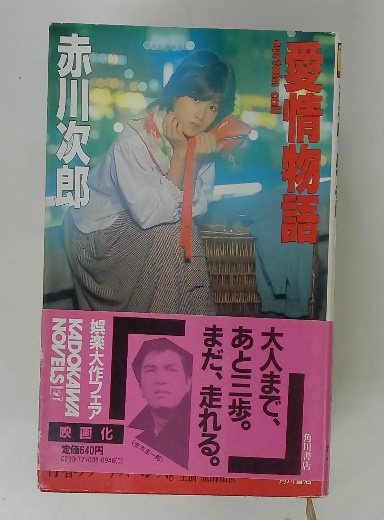 愛情物語
curtain call
赤川次郎
大人まで、
あと三歩。
まだ、走れる。
角川書店
娯楽大作フェア
KADOKAWA
NOVELS
映画化
定価640円